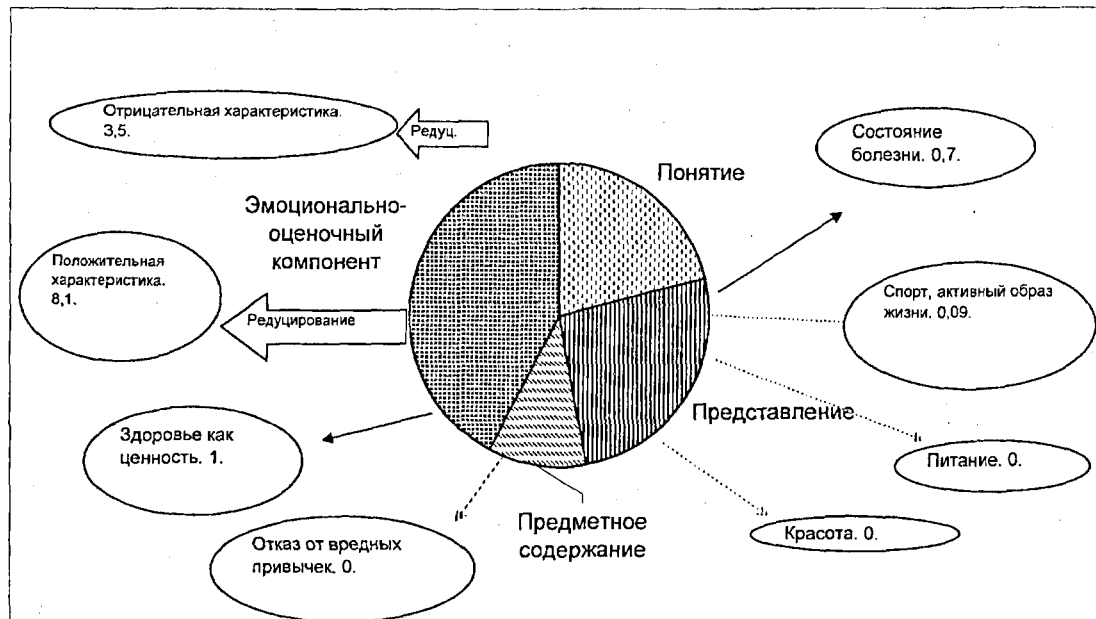 Отрицательная характеристика.
3,5.
Редуц.
Состояние
болезни. 0,7.
Понятие
Эмоционально-
оценочный
компонент
Положительная
характеристика.
8,1.
Редуцирование
Спорт, активный образ
жизни. 0,09.
Представление
Здоровье как
ценность. 1.
Питание. 0.
Предметное
содержание
Красота. 0.
Отказ от вредных
привычек. 0.